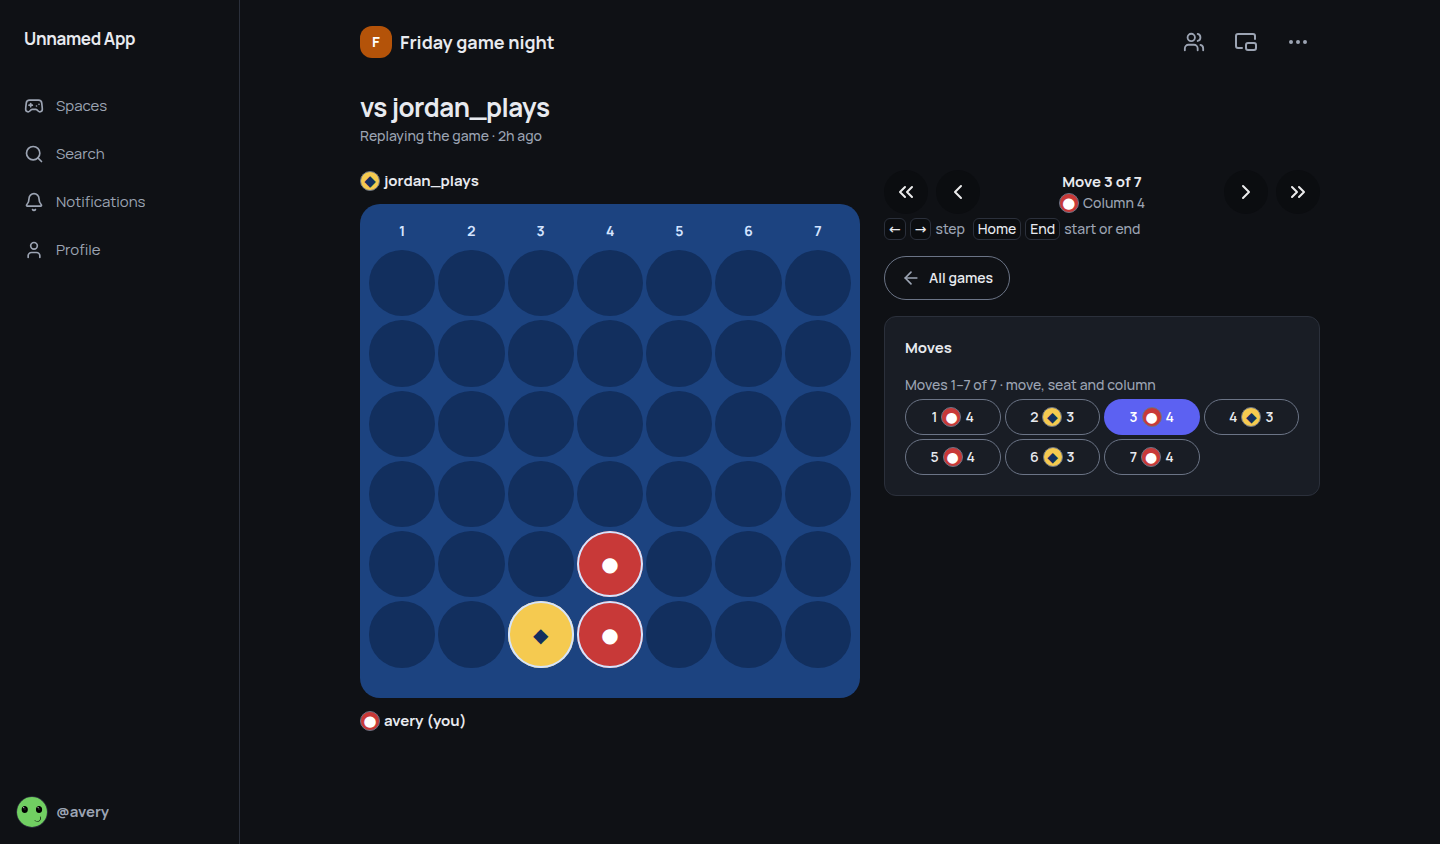 Unnamed App
Spaces
Search
Notifications
Profile
@avery
F Friday game night
vs jordan_plays
Replaying the game · 2h ago
jordan_plays
1 2 3 4 5 6 7
avery (you)
Move 3 of 7
Column 4
← → step Home End start or end
All games
Moves
Moves 1–7 of 7 · move, seat and column
1 4 2 3 3 4 4 3
5 4 6 3 7 4